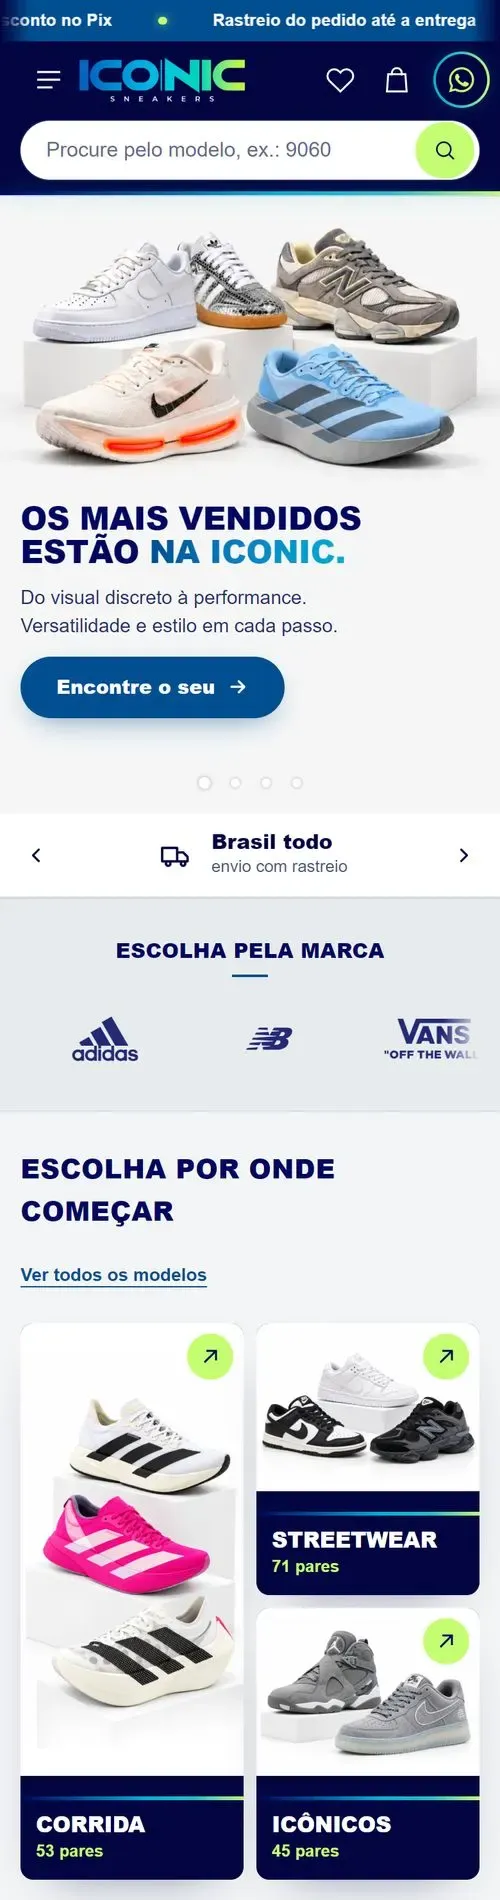 sconto no Pix
Rastreio do pedido até a entrega
ICONIC
SNEAKERS
Procure pelo modelo, ex.: 9060
OS MAIS VENDIDOS
ESTÃO NA ICONIC.
Do visual discreto à performance.
Versatilidade e estilo em cada passo.
Encontre o seu
Brasil todo
envio com rastreio
ESCOLHA PELA MARCA
adidas
NB
VANS
"OFF THE WALL
ESCOLHA POR ONDE
COMEÇAR
Ver todos os modelos
STREETWEAR
71 pares
CORRIDA
53 pares
ICÔNICOS
45 pares